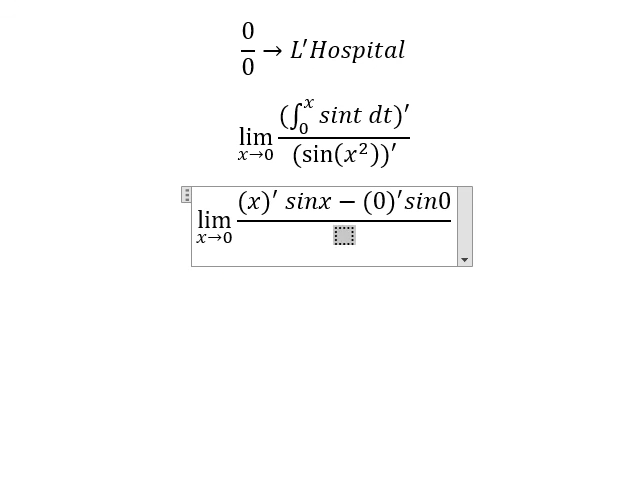 0/0 → L'Hospital
lim x→0 (∫₀ˣ sint dt)' / (sin(x²))'
lim x→0 (x)' sinx − (0)'sin0 /